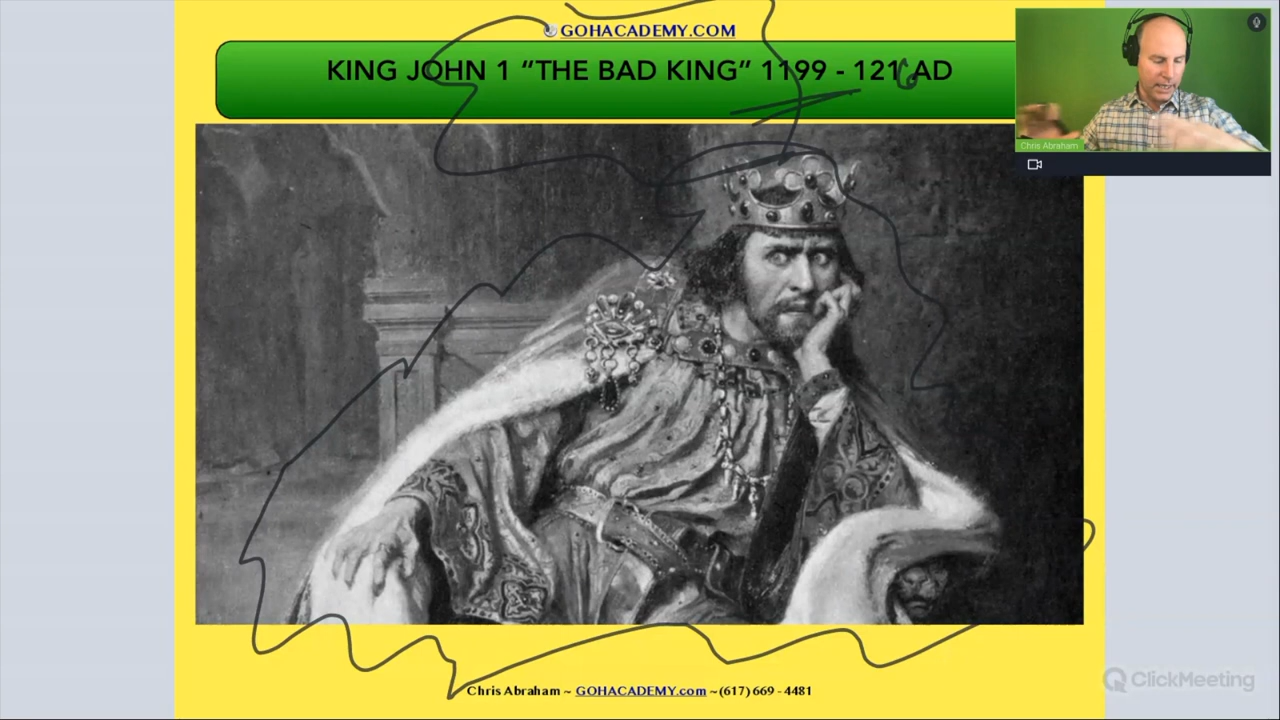 GOHACADEMY.COM
KING JOHN 1 “THE BAD KING” 1199 - 1216 AD
Chris Abraham
Chris Abraham ~ GOHACADEMY.com ~(617) 669 - 4481
ClickMeeting